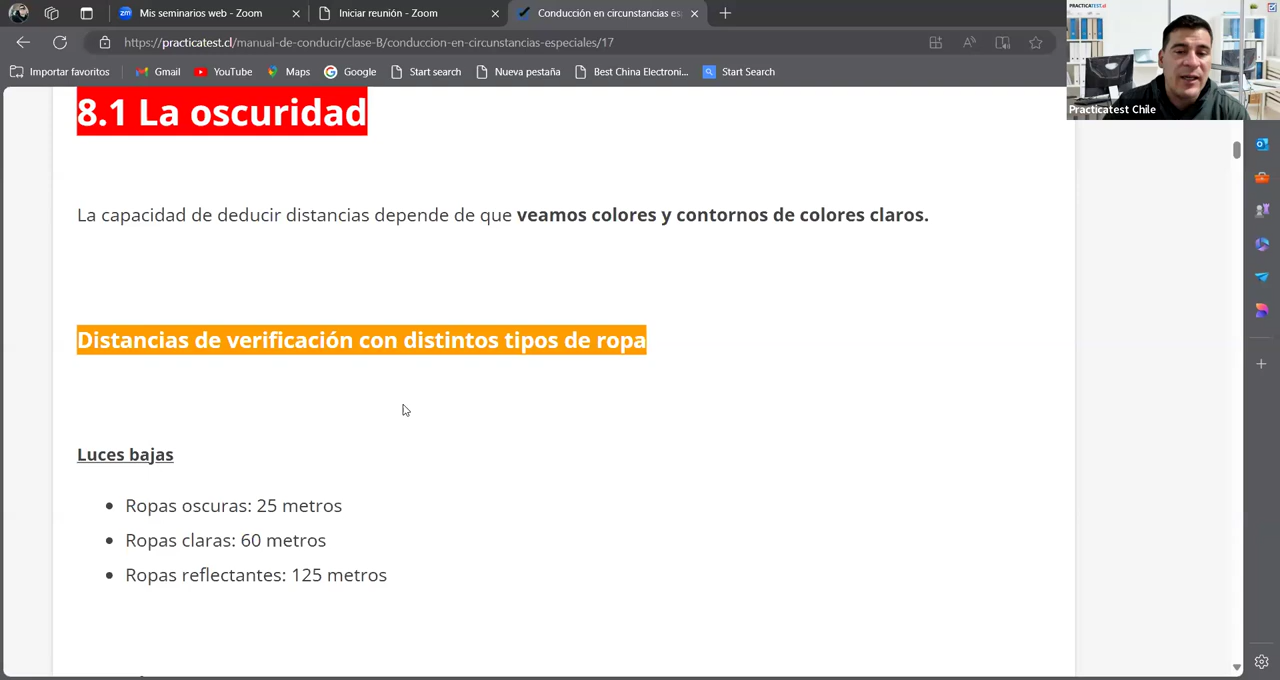 Mis seminarios web - Zoom
Iniciar reunión - Zoom
Conducción en circunstancias es
https://practicatest.cl/manual-de-conducir/clase-B/conduccion-en-circunstancias-especiales/17
Importar favoritos
Gmail
YouTube
Maps
Google
Start search
Nueva pestaña
Best China Electroni...
Start Search
PRACTICATEST.cl
Practicatest Chile
8.1 La oscuridad
La capacidad de deducir distancias depende de que veamos colores y contornos de colores claros.
Distancias de verificación con distintos tipos de ropa
Luces bajas
Ropas oscuras: 25 metros
Ropas claras: 60 metros
Ropas reflectantes: 125 metros